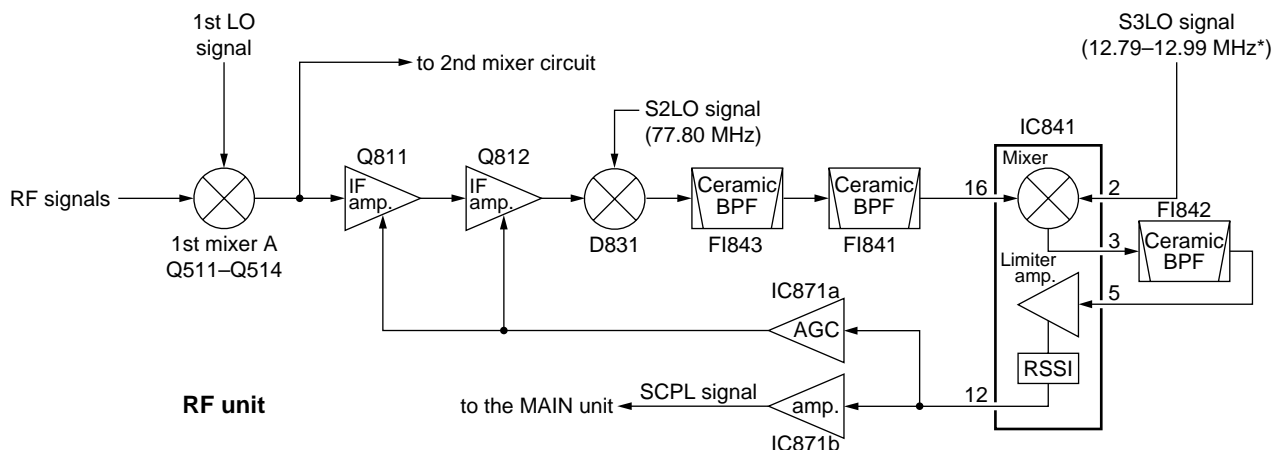 1st LO
signal
S3LO signal
(12.79–12.99 MHz*)
to 2nd mixer circuit
S2LO signal
(77.80 MHz)
IC841
Q811
Q812
Mixer
RF signals
IF
amp.
IF
amp.
Ceramic
BPF
Ceramic
BPF
16
2
FI842
1st mixer A
Q511–Q514
D831
FI843
FI841
3
Ceramic
BPF
Limiter
amp.
5
IC871a
AGC
RSSI
RF unit
to the MAIN unit
SCPL signal
amp.
12
IC871b